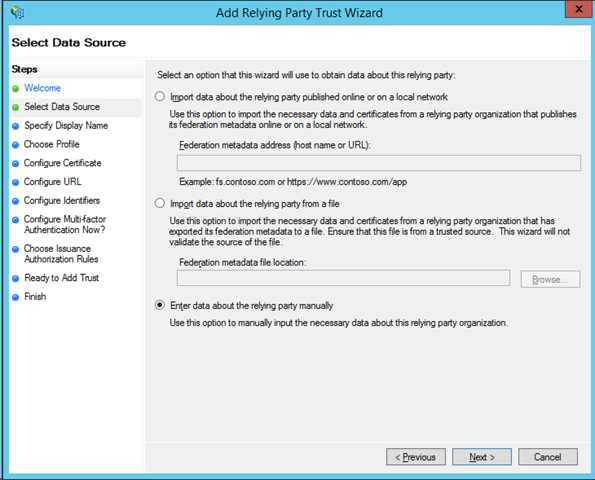 Add Relying Party Trust Wizard
x
Select Data Source
Steps
Welcome
Select Data Source
Specify Display Name
Choose Profile
Configure Certificate
Configure URL
Configure Identifiers
Configure Multi-factor
Authentication Now?
Choose Issuance
Authorization Rules
Ready to Add Trust
Finish
Select an option that this wizard will use to obtain data about this relying party:
Import data about the relying party published online or on a local network
Use this option to import the necessary data and certificates from a relying party organization that publishes
its federation metadata online or on a local network.
Federation metadata address (host name or URL):
Example: fs.contoso.com or https://www.contoso.com/app
Import data about the relying party from a file
Use this option to import the necessary data and certificates from a relying party organization that has
exported its federation metadata to a file. Ensure that this file is from a trusted source. This wizard will not
validate the source of the file.
Federation metadata file location:
Browse...
Enter data about the relying party manually
Use this option to manually input the necessary data about this relying party organization.
< Previous
Next >
Cancel